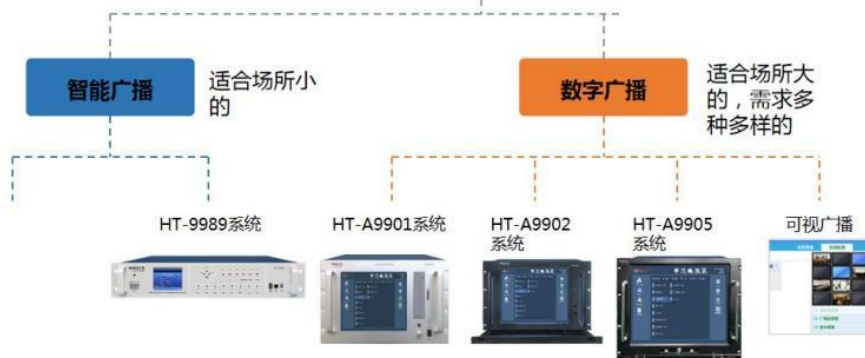 智能广播
适合场所小
的
数字广播
适合场所大
的，需求多
种多样的
HT-9989系统
HT-A9901系统
HT-A9902
系统
HT-A9905
系统
可视广播